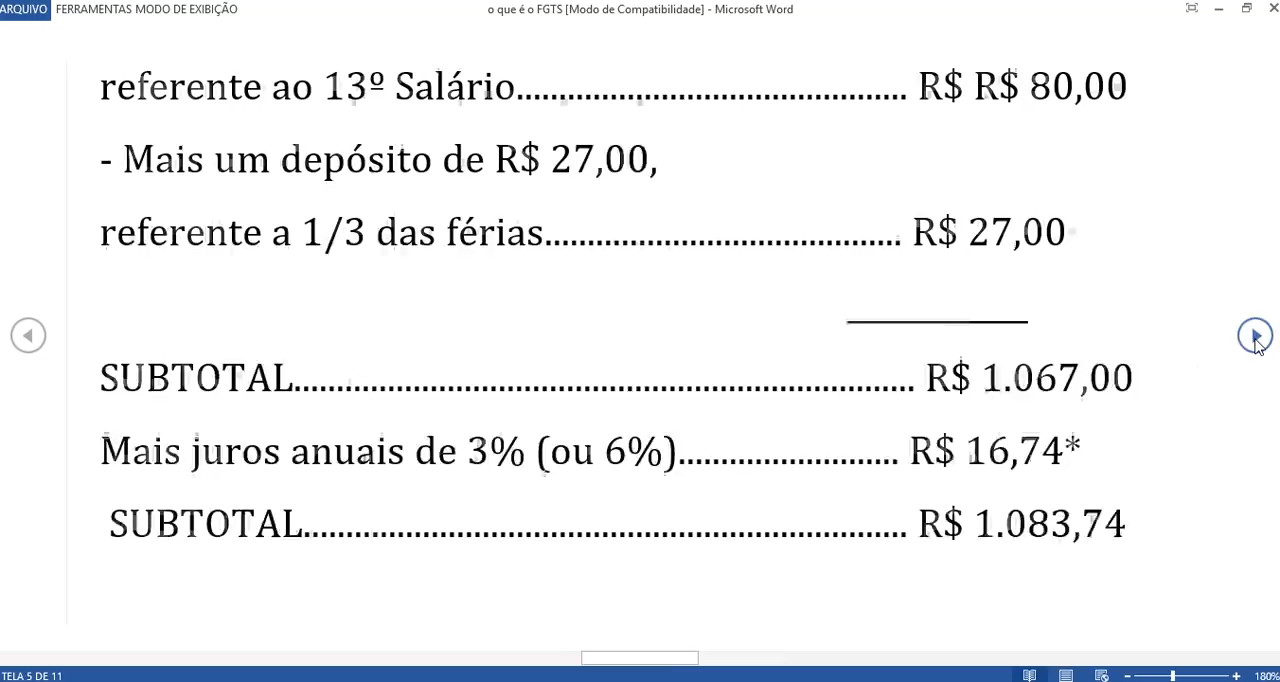 ARQUIVO FERRAMENTAS MODO DE EXIBIÇÃO o que é o FGTS [Modo de Compatibilidade] - Microsoft Word
referente ao 13º Salário............................................. R$ R$ 80,00
- Mais um depósito de R$ 27,00,
referente a 1/3 das férias......................................... R$ 27,00
SUBTOTAL....................................................................... R$ 1.067,00
Mais juros anuais de 3% (ou 6%)......................... R$ 16,74*
SUBTOTAL..................................................................... R$ 1.083,74
TELA 5 DE 11 180%